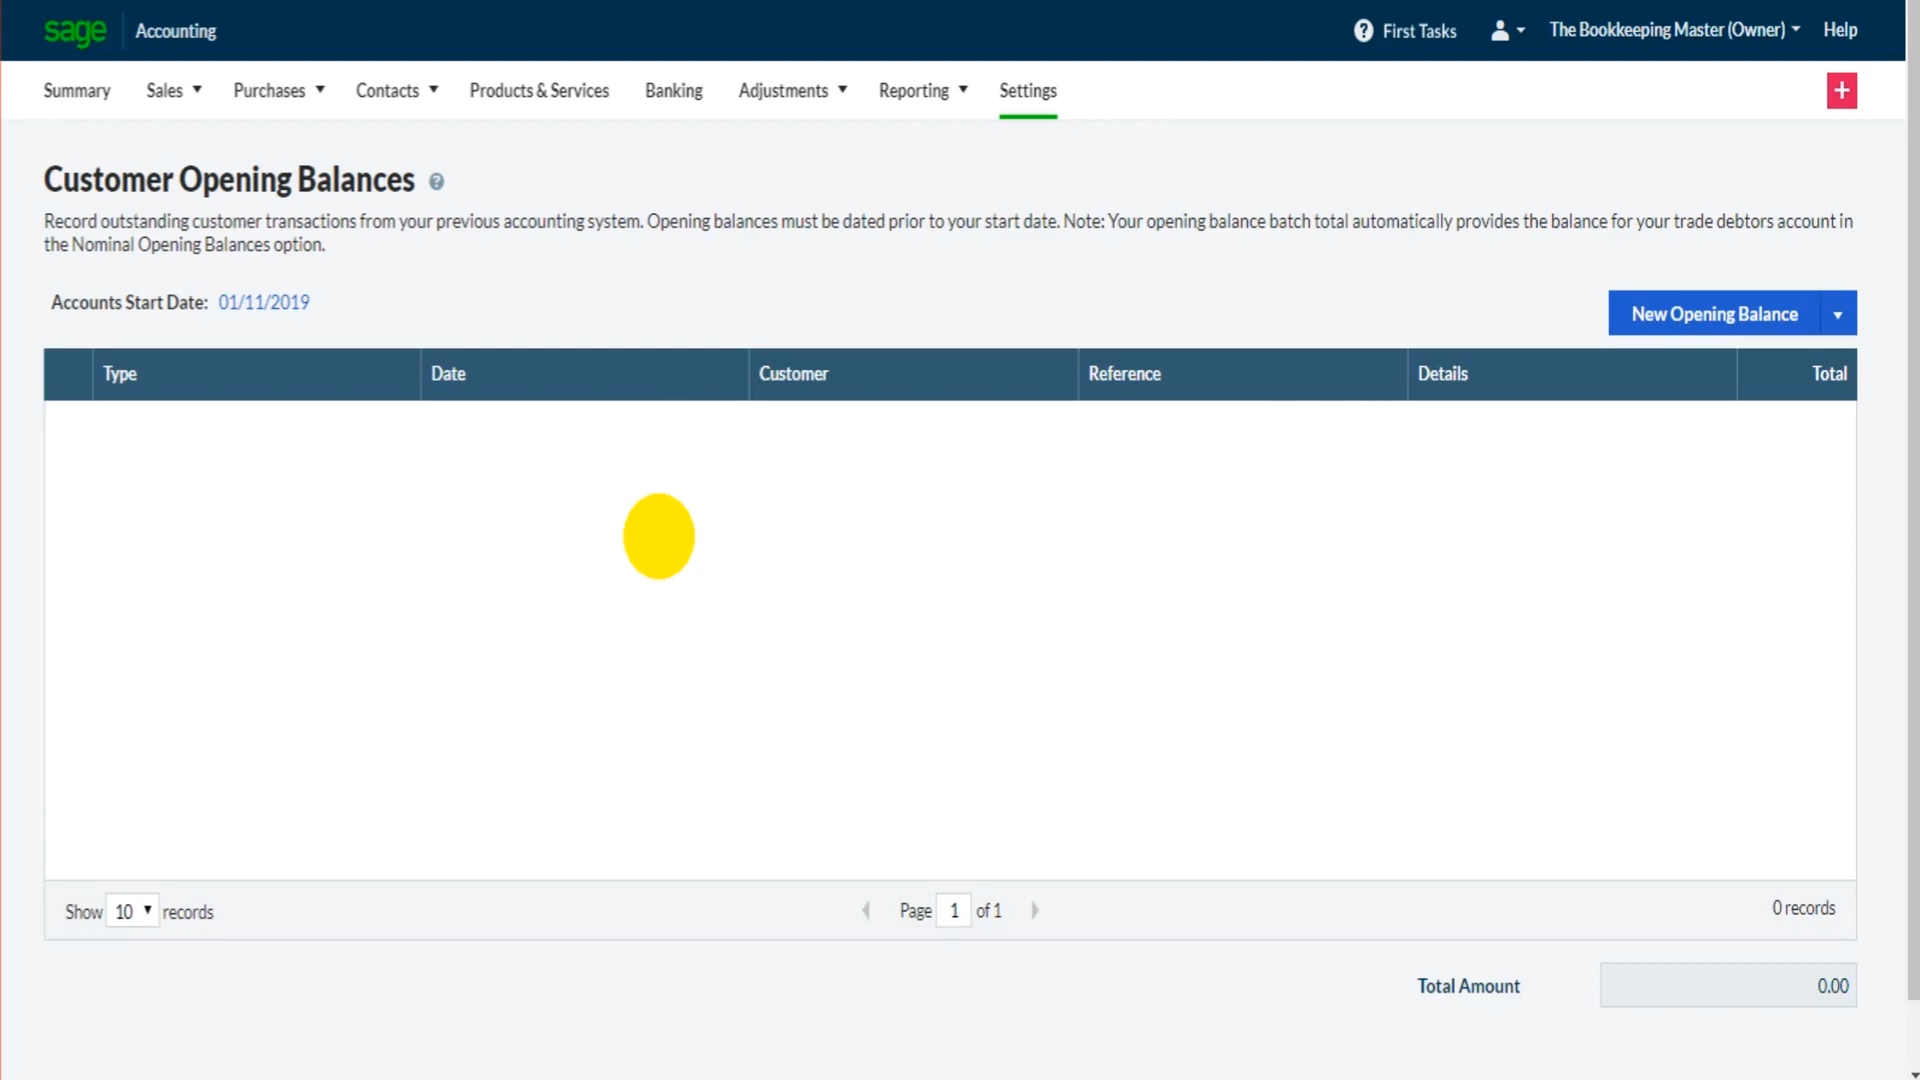 sage Accounting First Tasks The Bookkeeping Master (Owner) Help
Summary Sales Purchases Contacts Products & Services Banking Adjustments Reporting Settings
Customer Opening Balances
Record outstanding customer transactions from your previous accounting system. Opening balances must be dated prior to your start date. Note: Your opening balance batch total automatically provides the balance for your trade debtors account in
the Nominal Opening Balances option.
Accounts Start Date: 01/11/2019
New Opening Balance
Type Date Customer Reference Details Total
Show 10 records Page 1 of 1 0 records
Total Amount 0.00